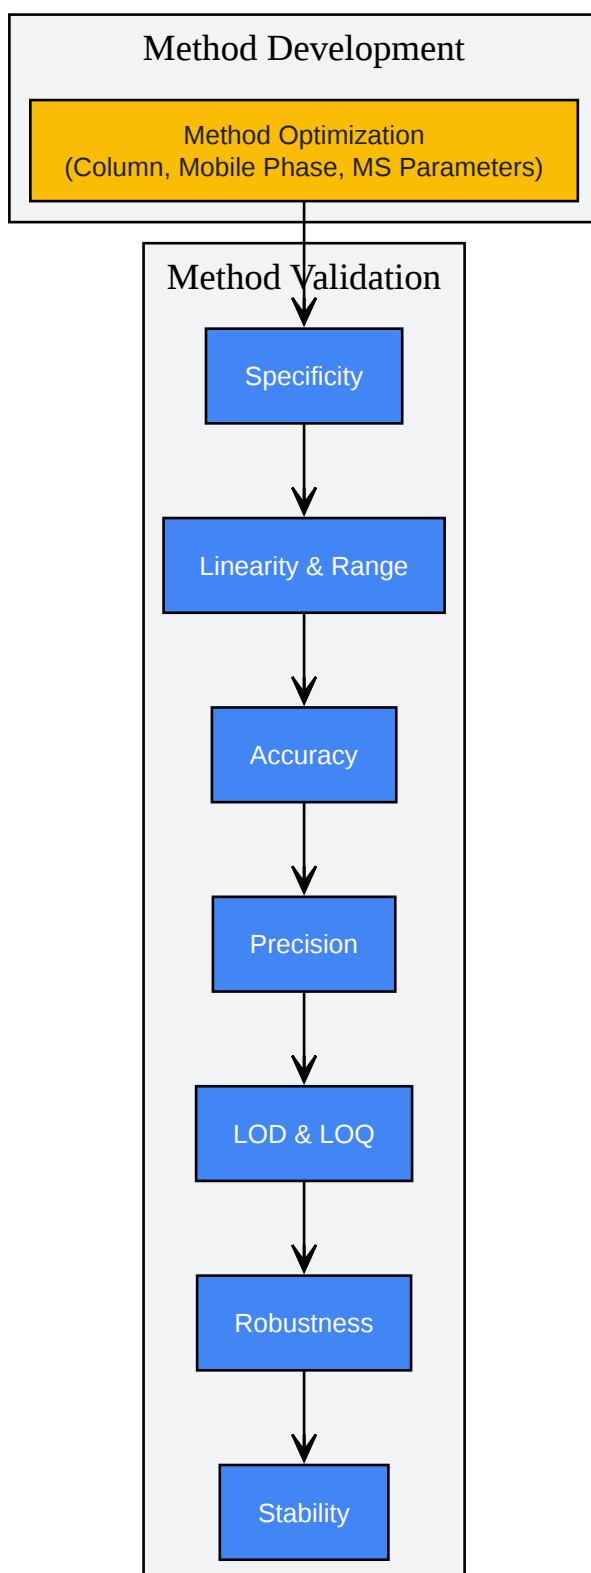 Method Development
Method Optimization
(Column, Mobile Phase, MS Parameters)
Method Validation
Specificity
Linearity & Range
Accuracy
Precision
LOD & LOQ
Robustness
Stability